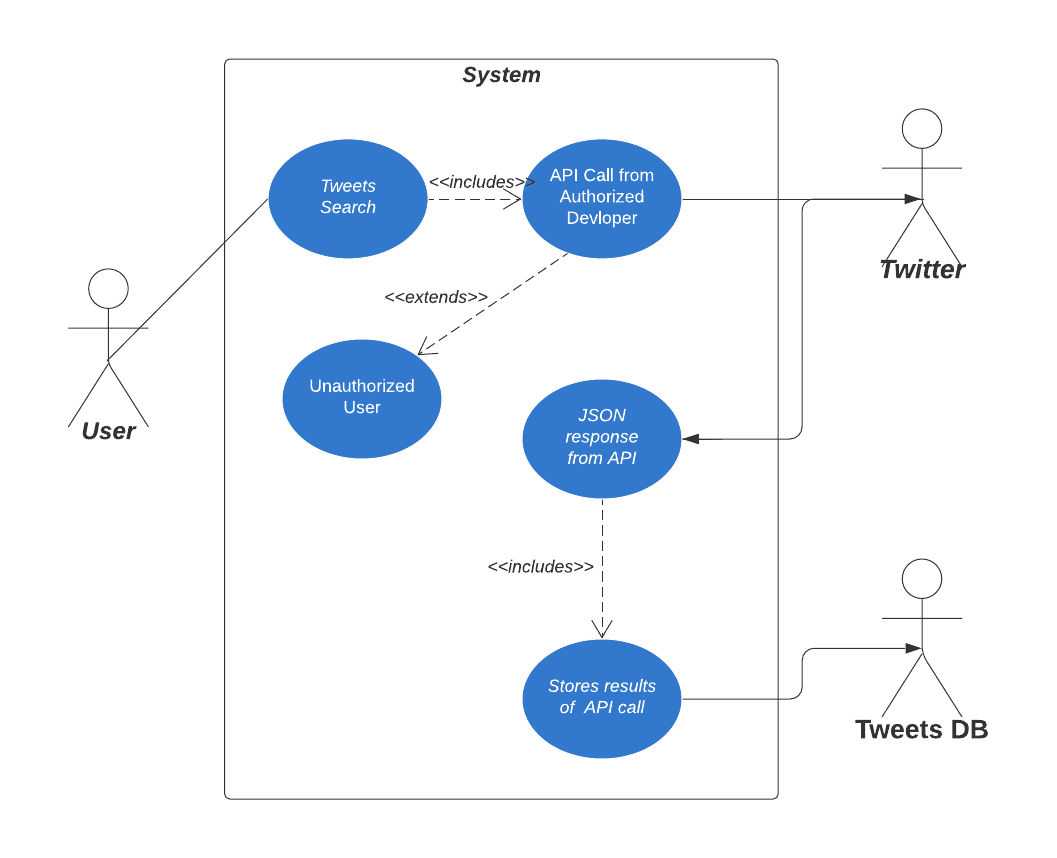 System
Tweets
Search
<<includes>>
API Call from
Authorized
Devloper
Twitter
<<extends>>
User
Unauthorized
User
JSON
response
from API
<<includes>>
Stores results
of  API call
Tweets DB